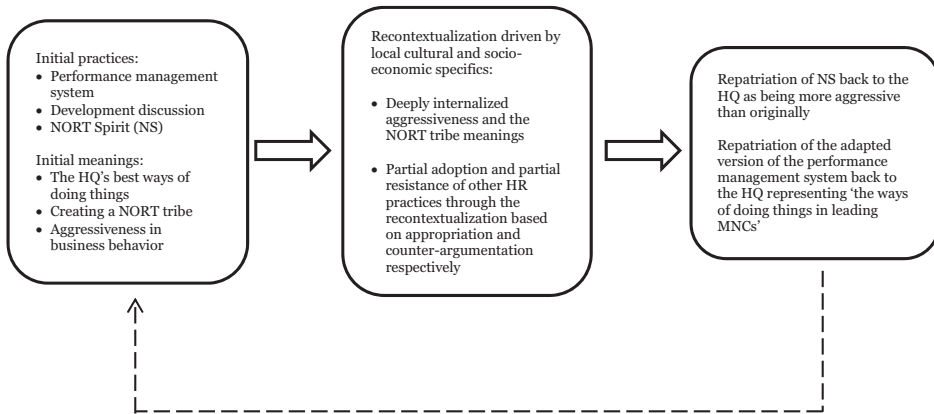 Initial practices:
• Performance management
system
• Development discussion
• NORT Spirit (NS)
Initial meanings:
• The HQ's best ways of
doing things
• Creating a NORT tribe
• Aggressiveness in
business behavior
Recontextualization driven by
local cultural and socio-
economic specifics:
• Deeply internalized
aggressiveness and the
NORT tribe meanings
• Partial adoption and partial
resistance of other HR
practices through the
recontextualization based
on appropriation and
counter-argumentation
respectively
Repatriation of NS back to the
HQ as being more aggressive
than originally
Repatriation of the adapted
version of the performance
management system back to
the HQ representing 'the ways
of doing things in leading
MNCs'